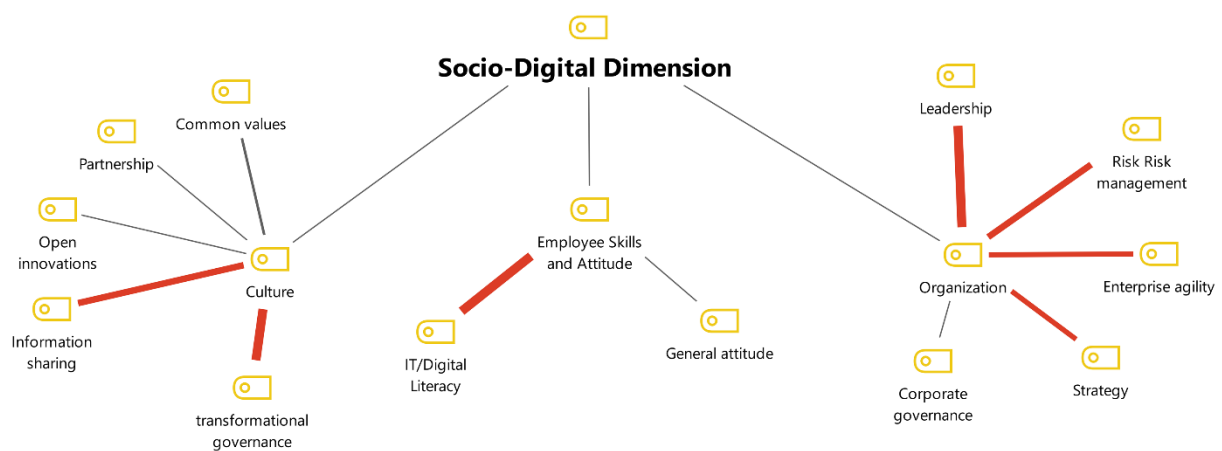 Socio-Digital Dimension
Common values
Partnership
Open
innovations
Information
sharing
transformational
governance
Culture
Employee Skills
and Attitude
IT/Digital
Literacy
General attitude
Leadership
Risk Risk
management
Enterprise agility
Organization
Strategy
Corporate
governance